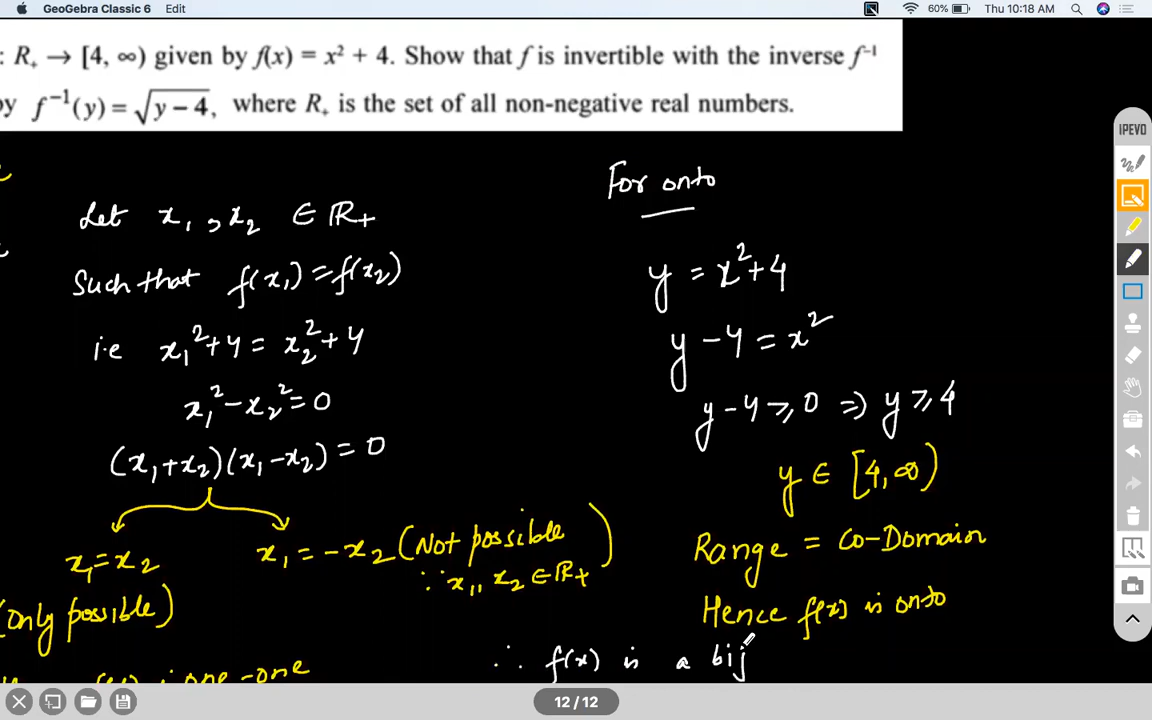 GeoGebra Classic 6 Edit 60% Thu 10:18 AM
: R₊ → [4, ∞) given by f(x) = x² + 4. Show that f is invertible with the inverse f⁻¹
by f⁻¹(y) = √(y – 4), where R₊ is the set of all non-negative real numbers.
Let x₁, x₂ ∈ R₊
Such that f(x₁) = f(x₂)
i.e x₁² + 4 = x₂² + 4
x₁² - x₂² = 0
(x₁ + x₂)(x₁ - x₂) = 0
x₁ = x₂
x₁ = -x₂ (Not possible
∵ x₁, x₂ ∈ R₊)
(Only possible)
is one-one
For onto
y = x² + 4
y - 4 = x²
y - 4 ⩾ 0 ⇒ y ⩾ 4
y ∈ [4, ∞)
Range = Co-Domain
Hence f(x) is onto
∴ f(x) is a bij
IPEVO
12 / 12